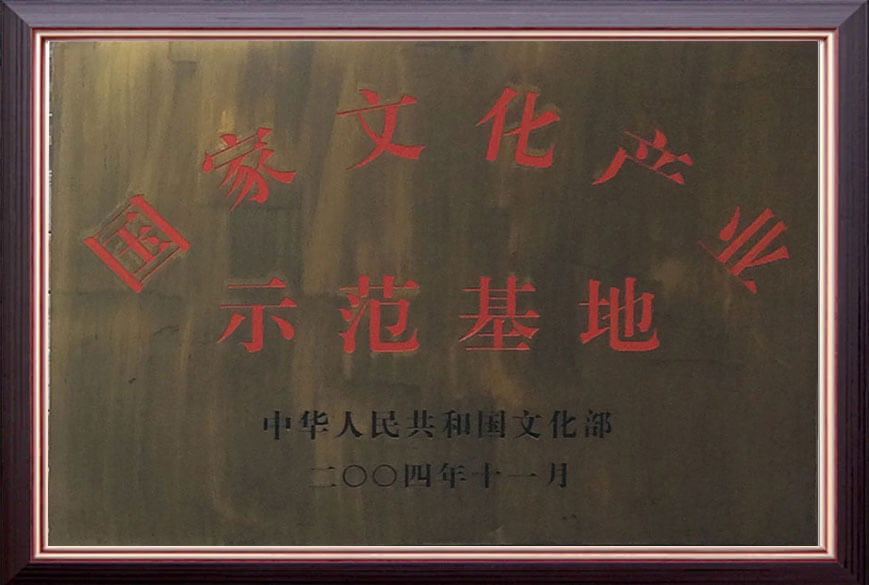 国家文化产业
示范基地
中华人民共和国文化部
二〇〇四年十一月